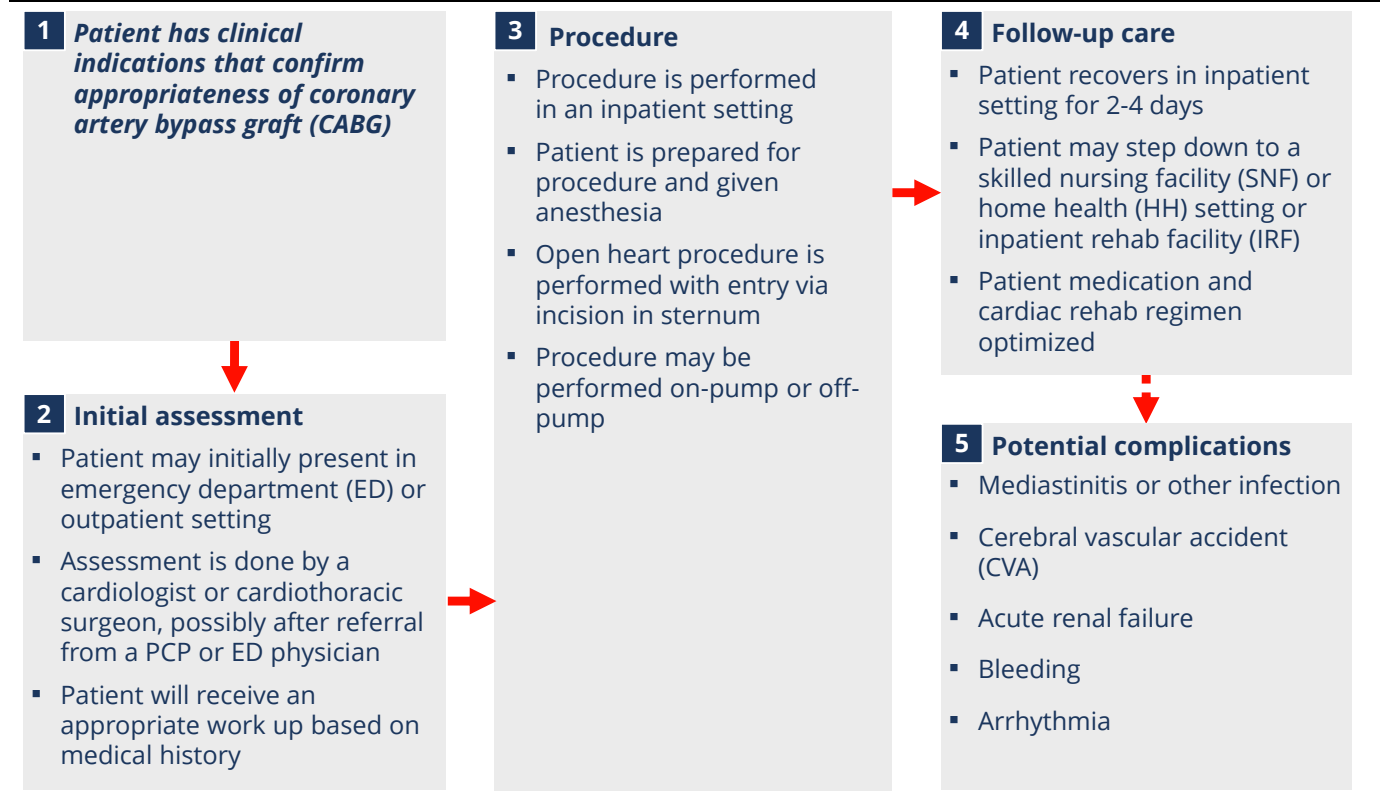 1 Patient has clinical
indications that confirm
appropriateness of coronary
artery bypass graft (CABG)
2 Initial assessment
▪ Patient may initially present in
emergency department (ED) or
outpatient setting
▪ Assessment is done by a
cardiologist or cardiothoracic
surgeon, possibly after referral
from a PCP or ED physician
▪ Patient will receive an
appropriate work up based on
medical history
3 Procedure
▪ Procedure is performed
in an inpatient setting
▪ Patient is prepared for
procedure and given
anesthesia
▪ Open heart procedure is
performed with entry via
incision in sternum
▪ Procedure may be
performed on-pump or off-
pump
4 Follow-up care
▪ Patient recovers in inpatient
setting for 2-4 days
▪ Patient may step down to a
skilled nursing facility (SNF) or
home health (HH) setting or
inpatient rehab facility (IRF)
▪ Patient medication and
cardiac rehab regimen
optimized
5 Potential complications
▪ Mediastinitis or other infection
▪ Cerebral vascular accident
(CVA)
▪ Acute renal failure
▪ Bleeding
▪ Arrhythmia